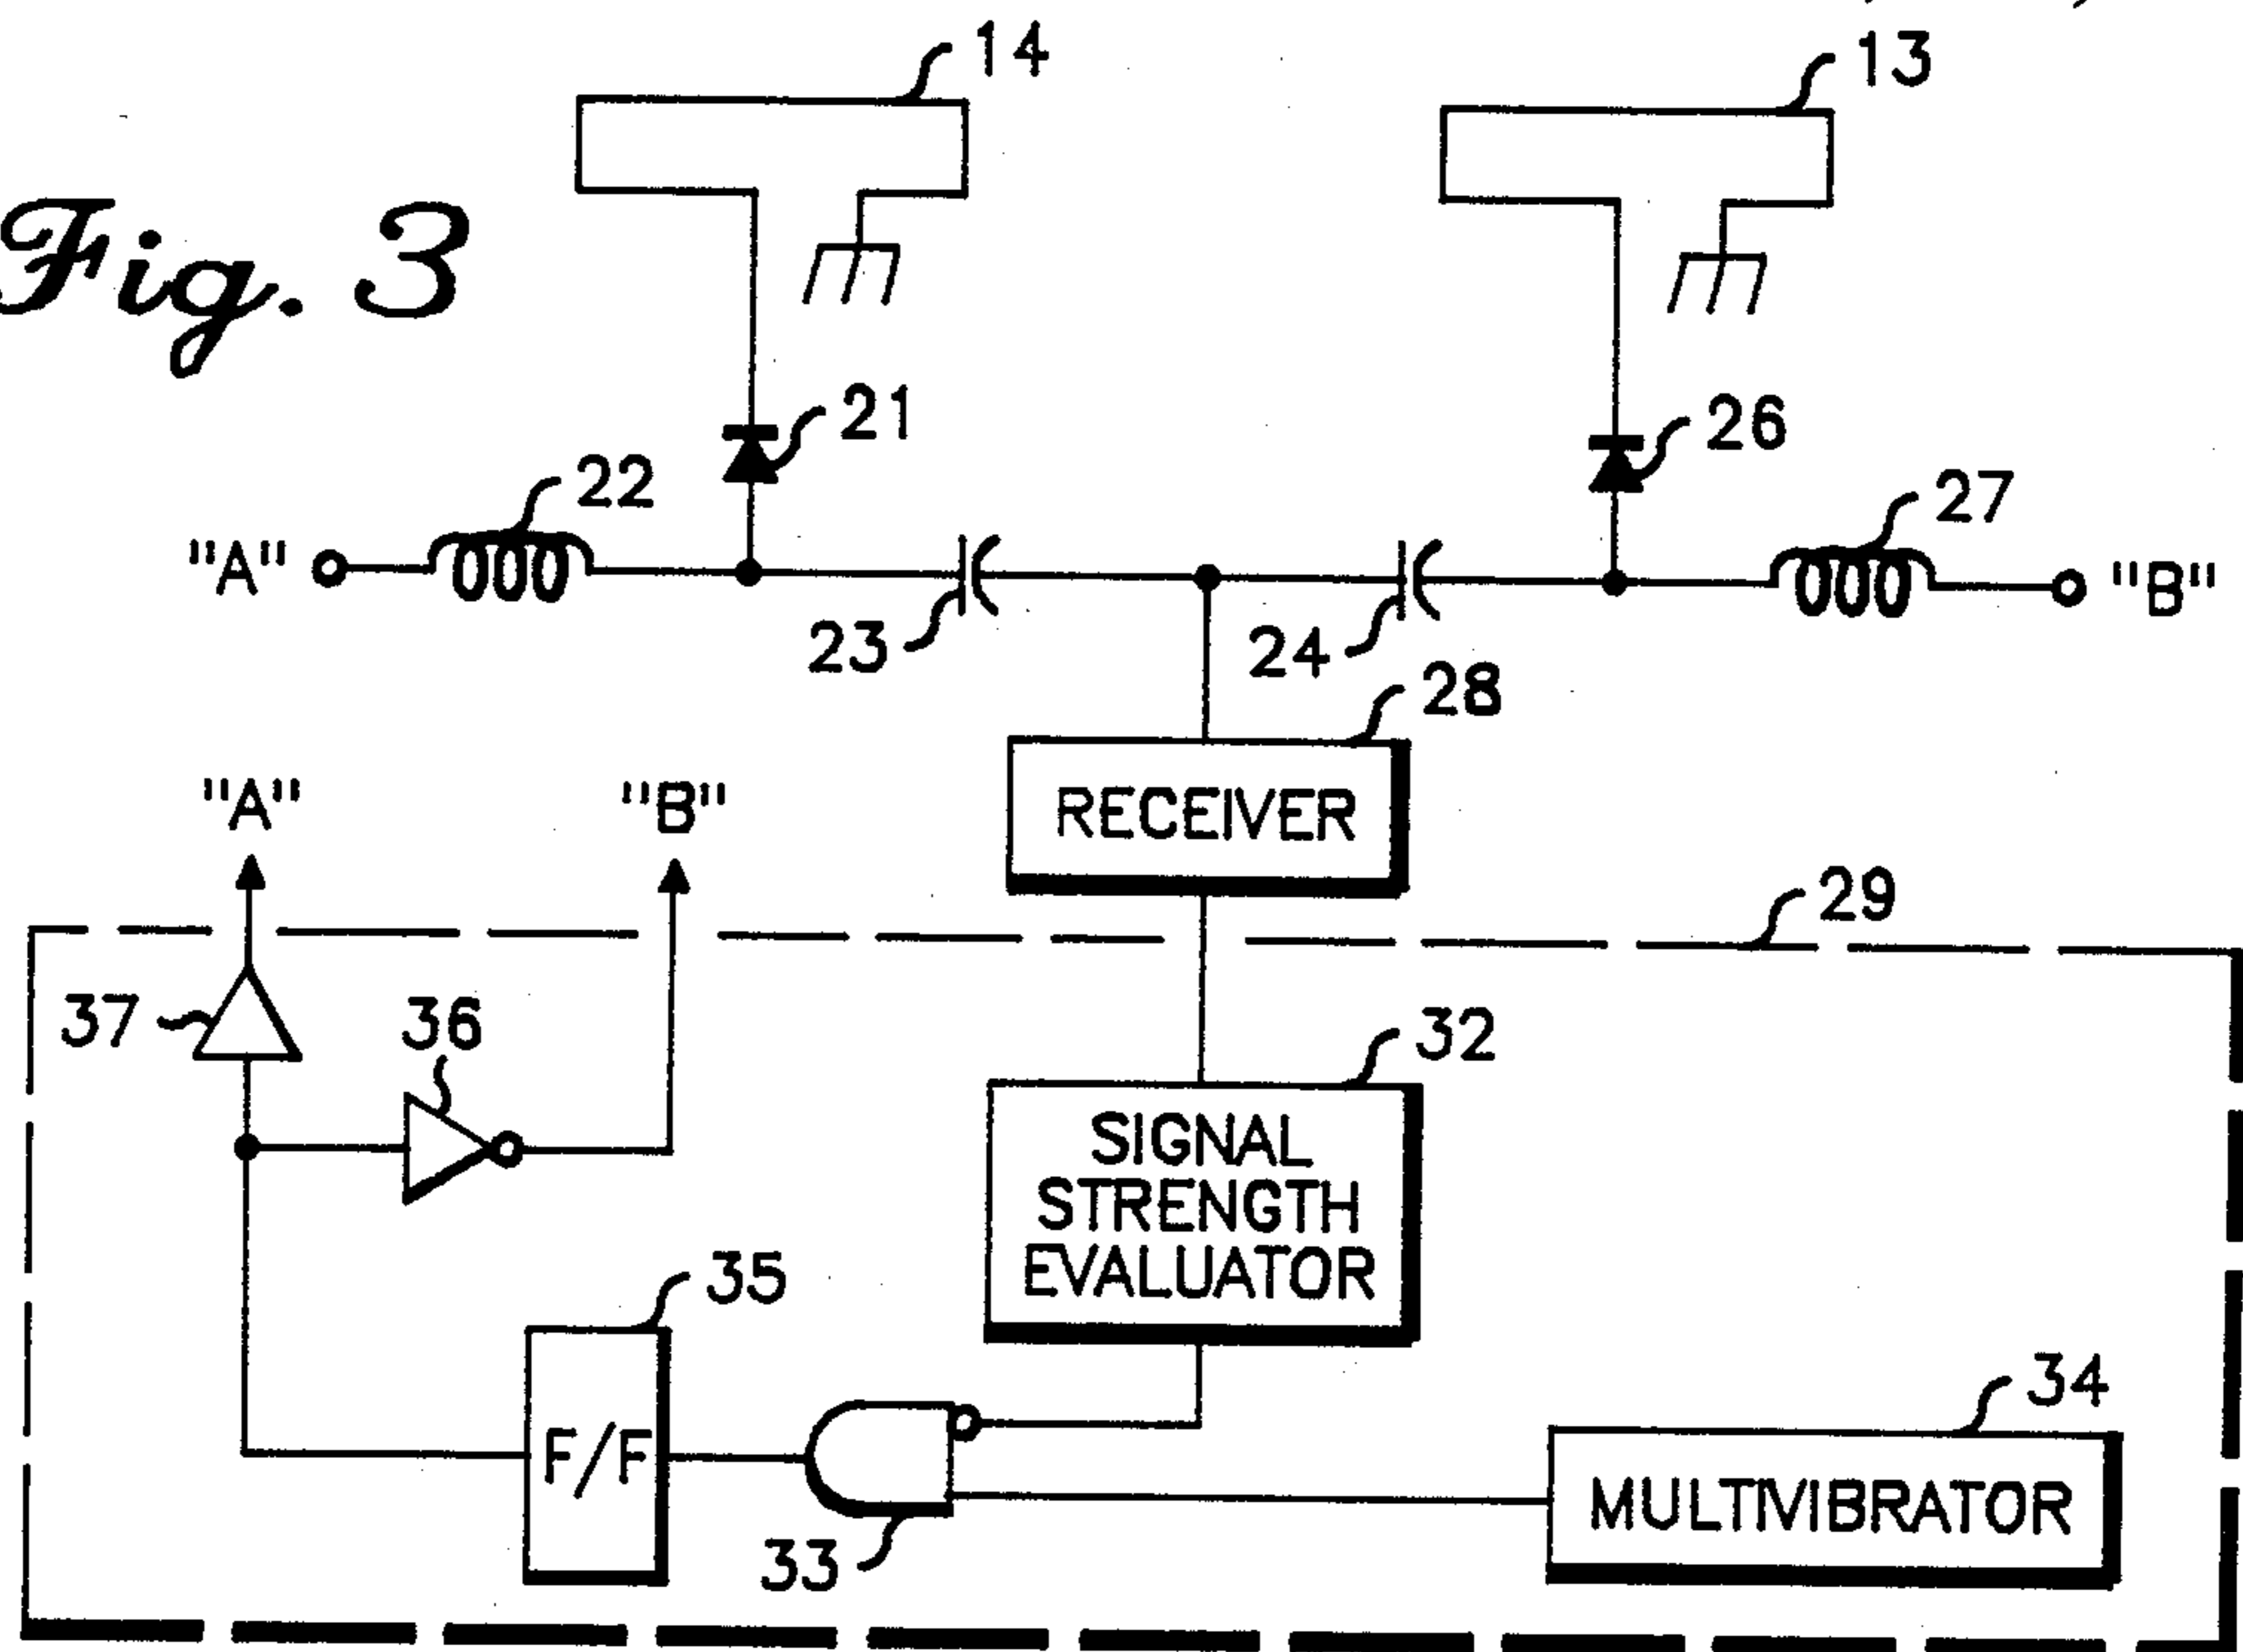 14
13
Fig. 3
21
26
22
27
"A"
"B"
23
24
28
"A"
"B"
RECEIVER
29
37
36
32
SIGNAL
STRENGTH
EVALUATOR
35
34
F/F
MULTIVIBRATOR
33